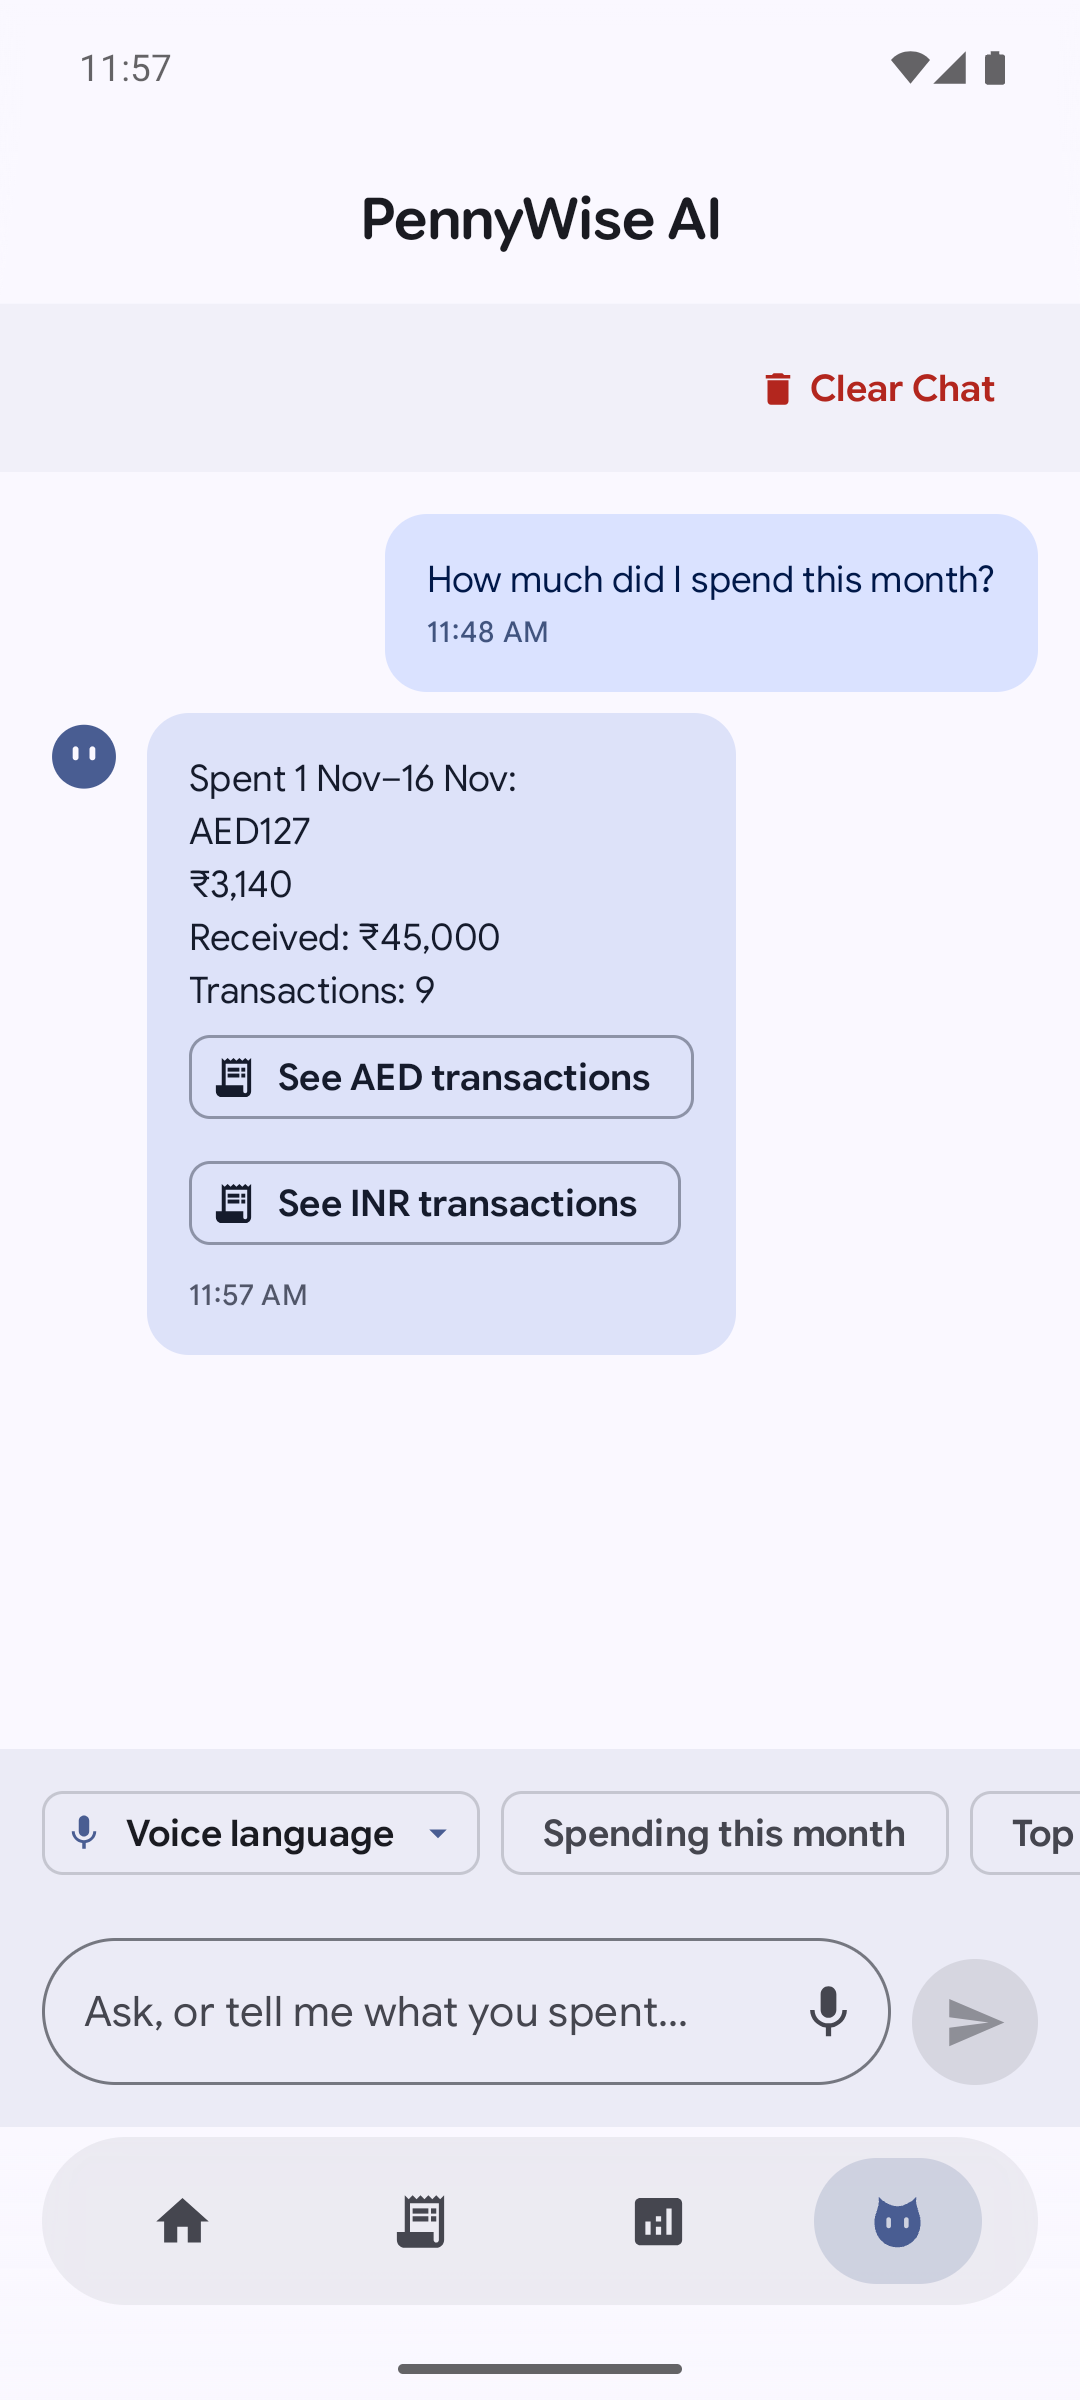 11:57
PennyWise AI
Clear Chat
How much did I spend this month?
11:48 AM
Spent 1 Nov–16 Nov:
AED127
₹3,140
Received: ₹45,000
Transactions: 9
See AED transactions
See INR transactions
11:57 AM
Voice language
Spending this month
Top
Ask, or tell me what you spent...